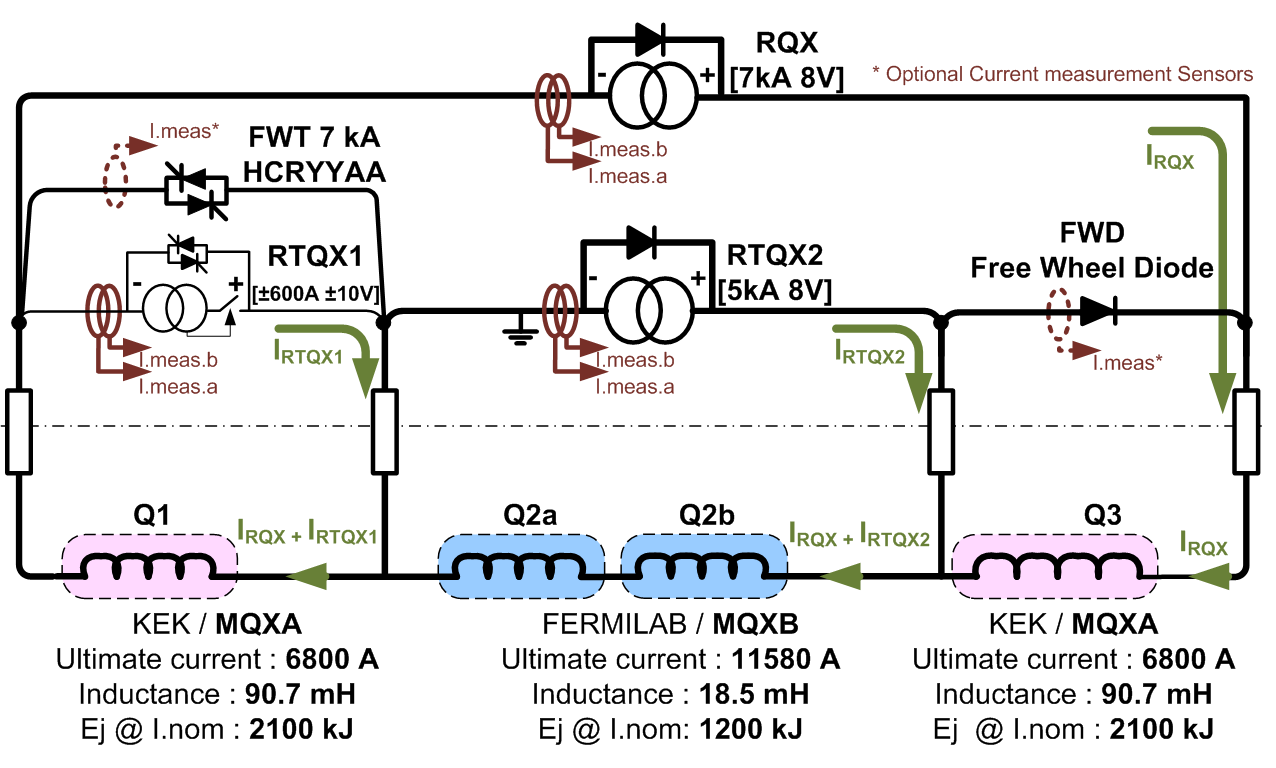 RQX
[7kA 8V]
* Optional Current measurement Sensors
- +
I.meas.b
I.meas.a
I.meas*
FWT 7 kA
HCRYYAA
IRQX
RTQX1
[±600A ±10V]
- +
I.meas.b
I.meas.a
IRTQX1
RTQX2
[5kA 8V]
- +
I.meas.b
I.meas.a
IRTQX2
FWD
Free Wheel Diode
I.meas*
Q1
IRQX + IRTQX1
Q2a
Q2b
IRQX + IRTQX2
Q3
IRQX
KEK / MQXA
Ultimate current : 6800 A
Inductance : 90.7 mH
Ej @ I.nom : 2100 kJ
FERMILAB / MQXB
Ultimate current : 11580 A
Inductance : 18.5 mH
Ej @ I.nom: 1200 kJ
KEK / MQXA
Ultimate current : 6800 A
Inductance : 90.7 mH
Ej @ I.nom: 2100 kJ